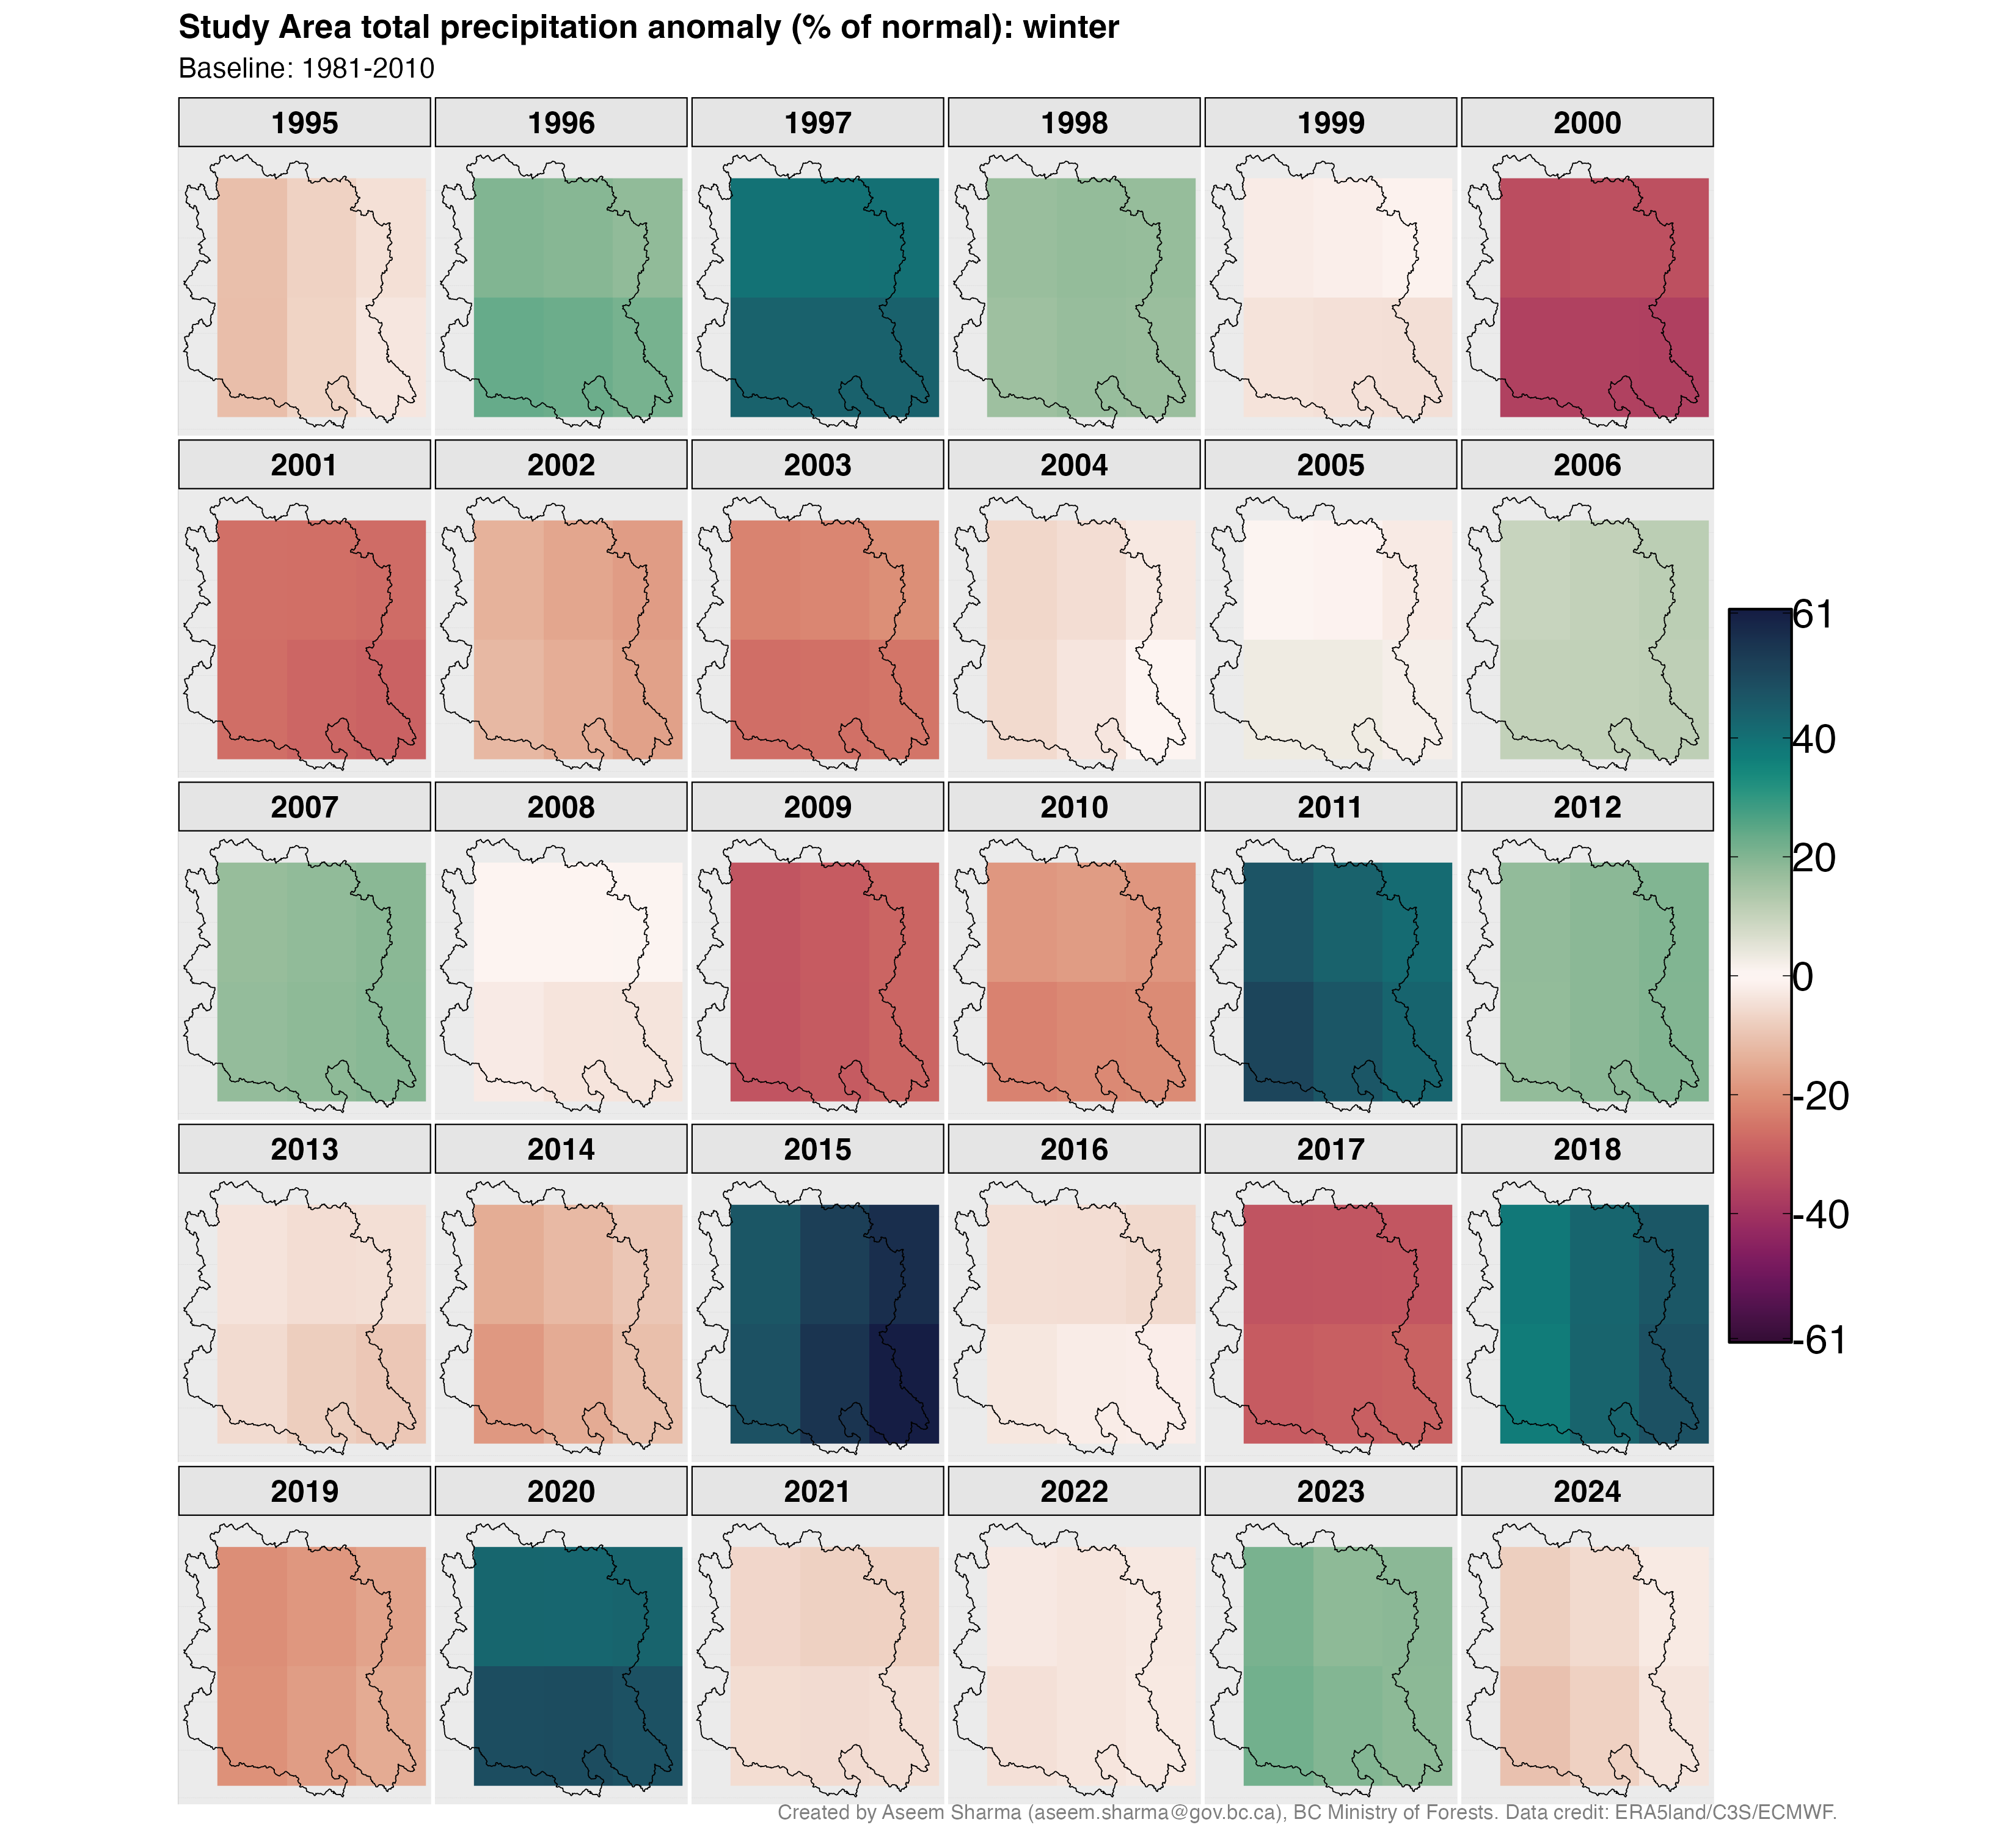 Study Area total precipitation anomaly (% of normal): winter
Baseline: 1981-2010
1995 1996 1997 1998 1999 2000
2001 2002 2003 2004 2005 2006
61
40
20
0
-20
-40
-61
2007 2008 2009 2010 2011 2012
2013 2014 2015 2016 2017 2018
2019 2020 2021 2022 2023 2024
Created by Aseem Sharma (aseem.sharma@gov.bc.ca), BC Ministry of Forests. Data credit: ERA5land/C3S/ECMWF.